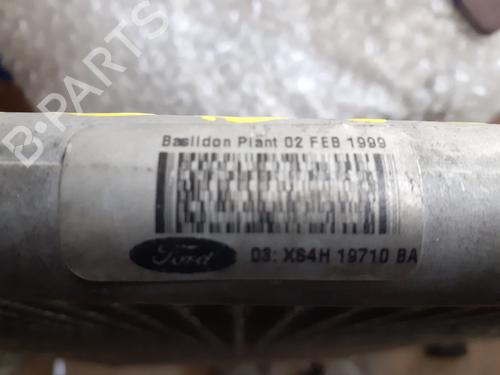 Basildon Plant 02 FEB 1999
Ford 03: XS4H 19710 BA
B-PARTS